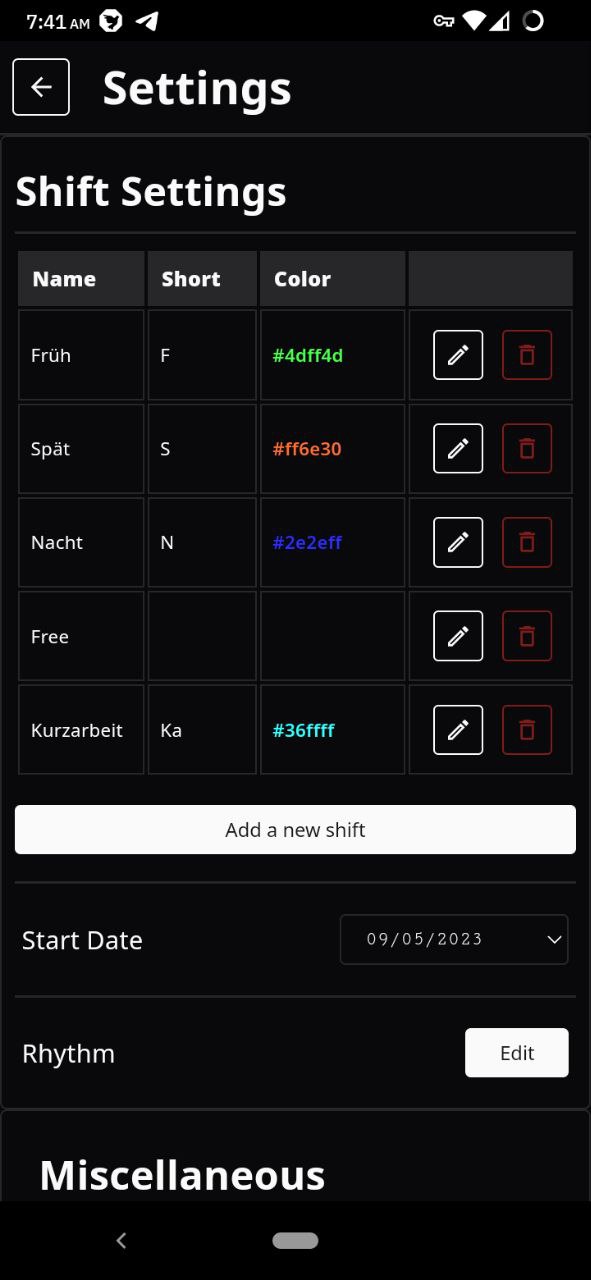 7:41 AM
Settings
Shift Settings
Name Short Color
Früh F #4dff4d
Spät S #ff6e30
Nacht N #2e2eff
Free
Kurzarbeit Ka #36ffff
Add a new shift
Start Date 09/05/2023
Rhythm Edit
Miscellaneous